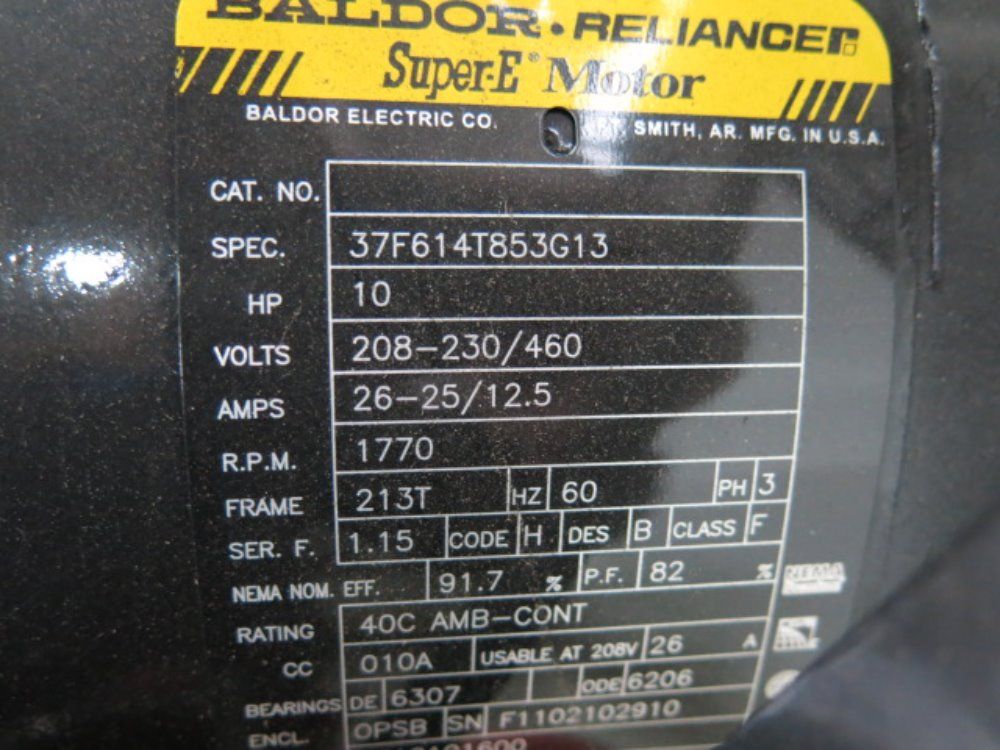 BALDOR • RELIANCER
Super-E® Motor
BALDOR ELECTRIC CO. SMITH, AR. MFG. IN U.S.A.
CAT. NO.
SPEC. 37F614T853G13
HP 10
VOLTS 208-230/460
AMPS 26-25/12.5
R.P.M. 1770
FRAME 213T HZ 60 PH 3
SER. F. 1.15 CODE H DES B CLASS F
NEMA NOM. EFF. 91.7 % P.F. 82 %
NEMA
RATING 40C AMB-CONT
CC 010A USABLE AT 208V 26 A
BEARINGS DE 6307 ODE 6206
ENCL. OPSB SN F1102102910